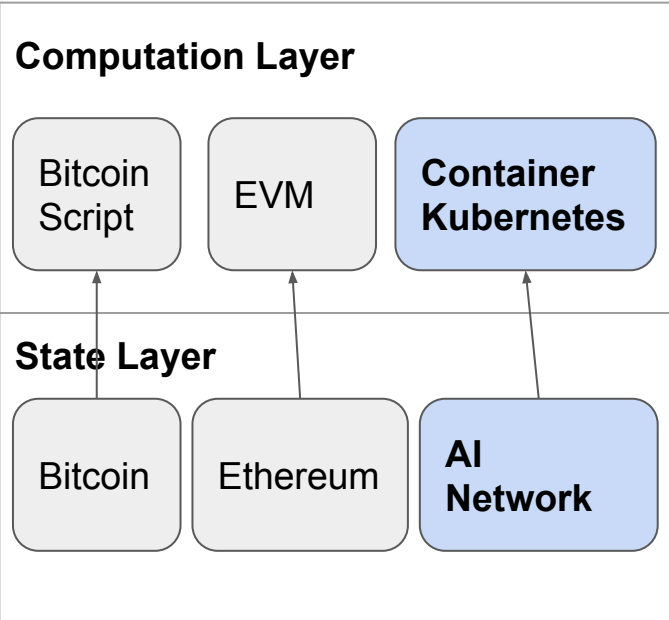 Computation Layer
Bitcoin
Script
EVM
Container
Kubernetes
State Layer
Bitcoin
Ethereum
AI
Network